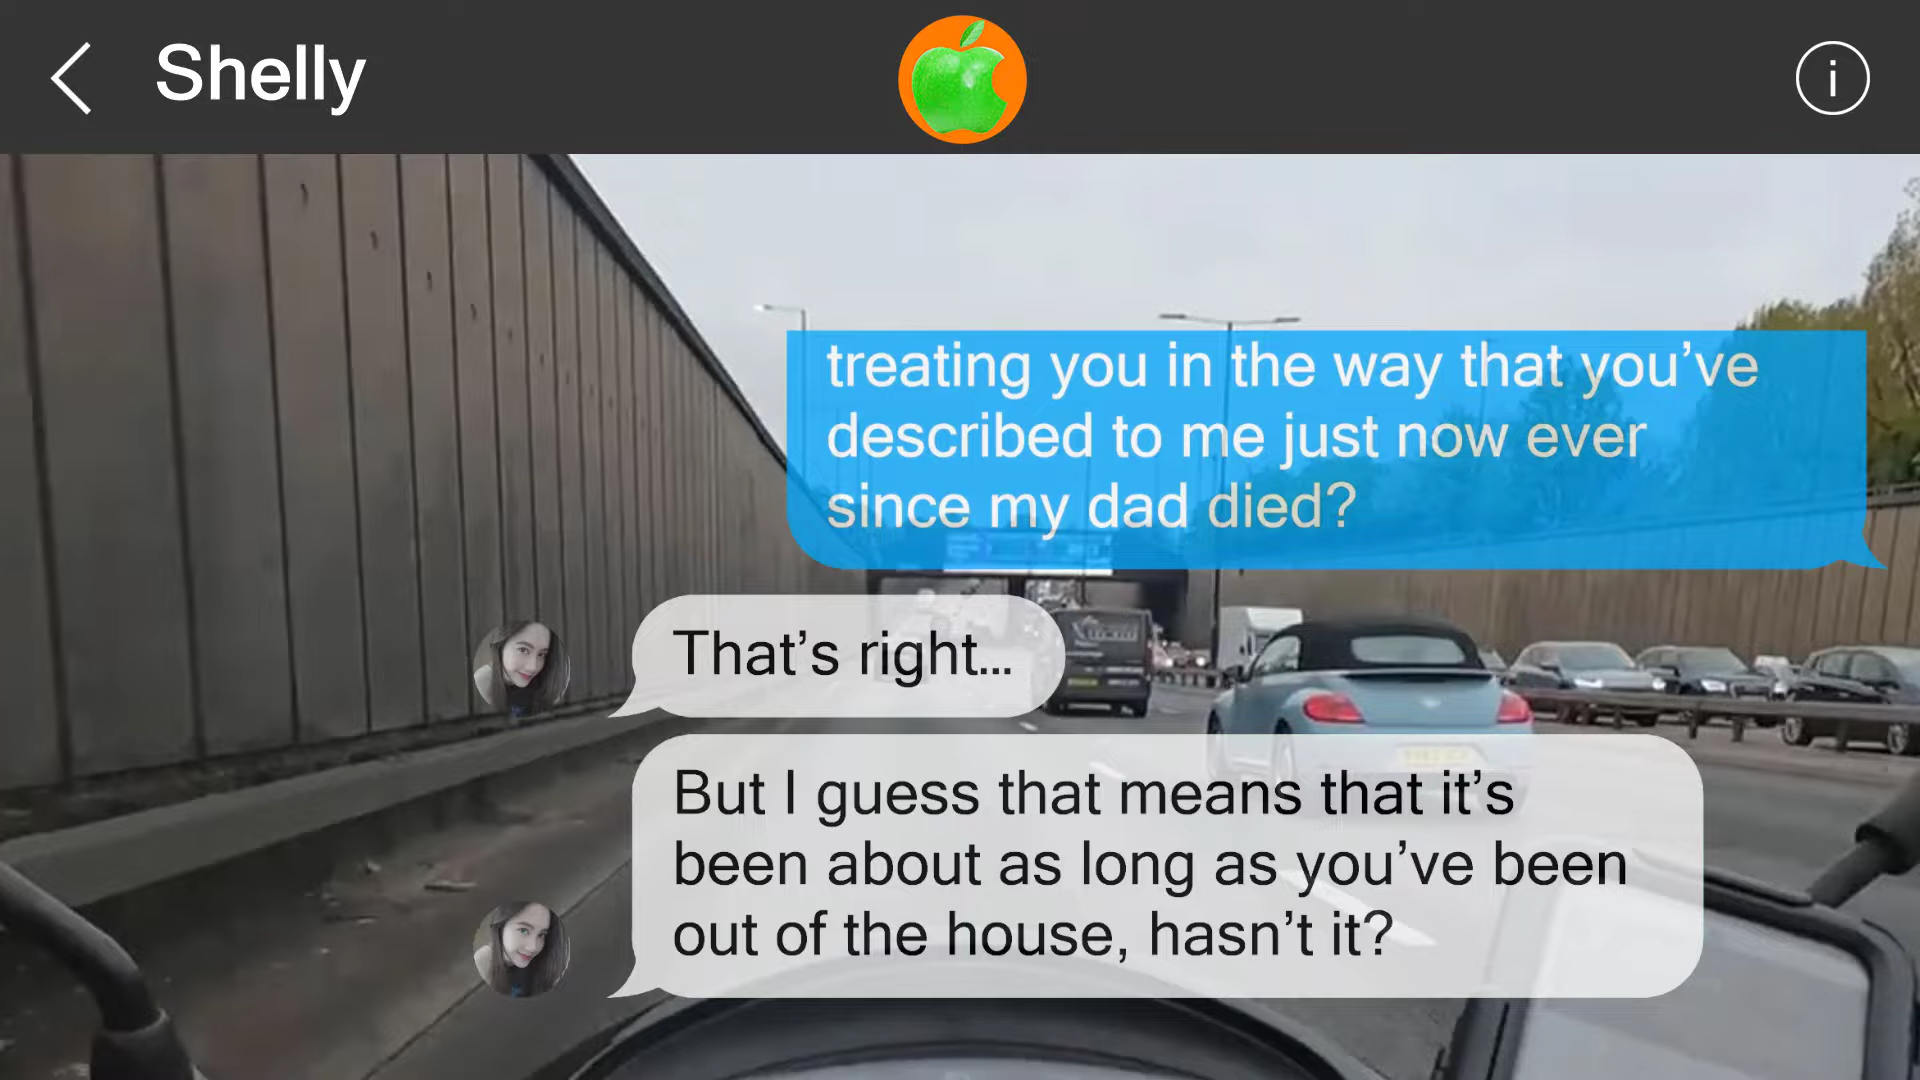 Shelly
i
treating you in the way that you’ve
described to me just now ever
since my dad died?
That’s right...
But I guess that means that it’s
been about as long as you’ve been
out of the house, hasn’t it?